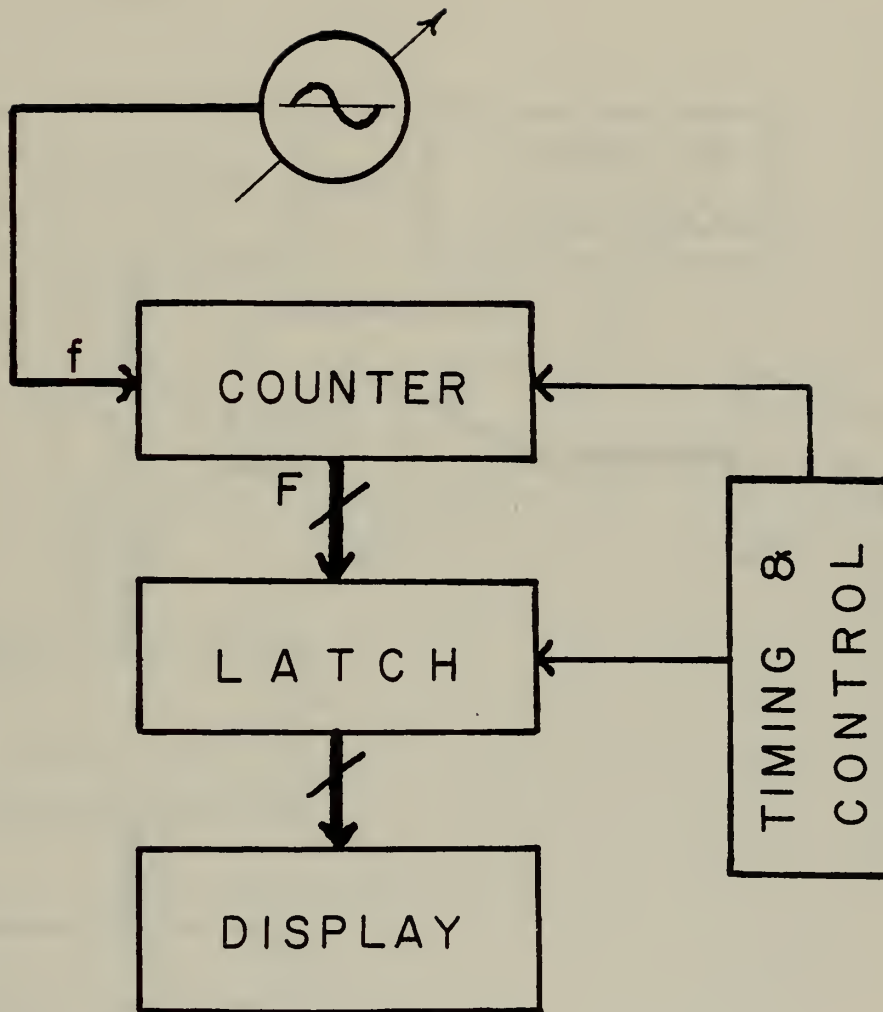 f
COUNTER
F
LATCH
TIMING &
CONTROL
DISPLAY